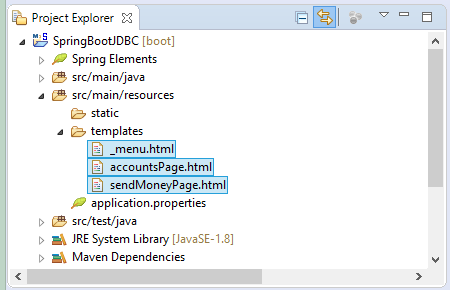 Project Explorer
SpringBootJDBC [boot]
Spring Elements
src/main/java
src/main/resources
static
templates
_menu.html
accountsPage.html
sendMoneyPage.html
application.properties
src/test/java
JRE System Library [JavaSE-1.8]
Maven Dependencies